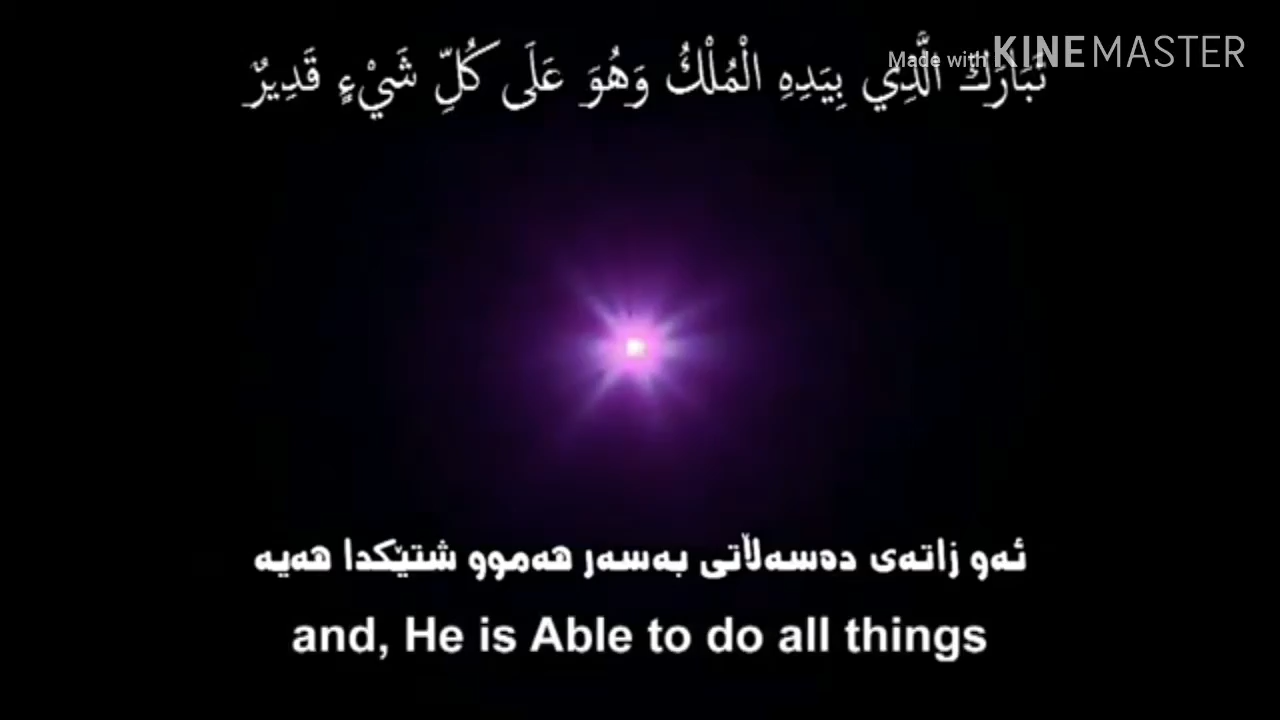 Made with KINEMASTER
تَبَارَكَ الَّذِي بِيَدِهِ الْمُلْكُ وَهُوَ عَلَى كُلِّ شَيْءٍ قَدِيرٌ
ئەو زاتەی دەسەڵاتی بەسەر هەموو شتێکدا هەیە
and, He is Able to do all things